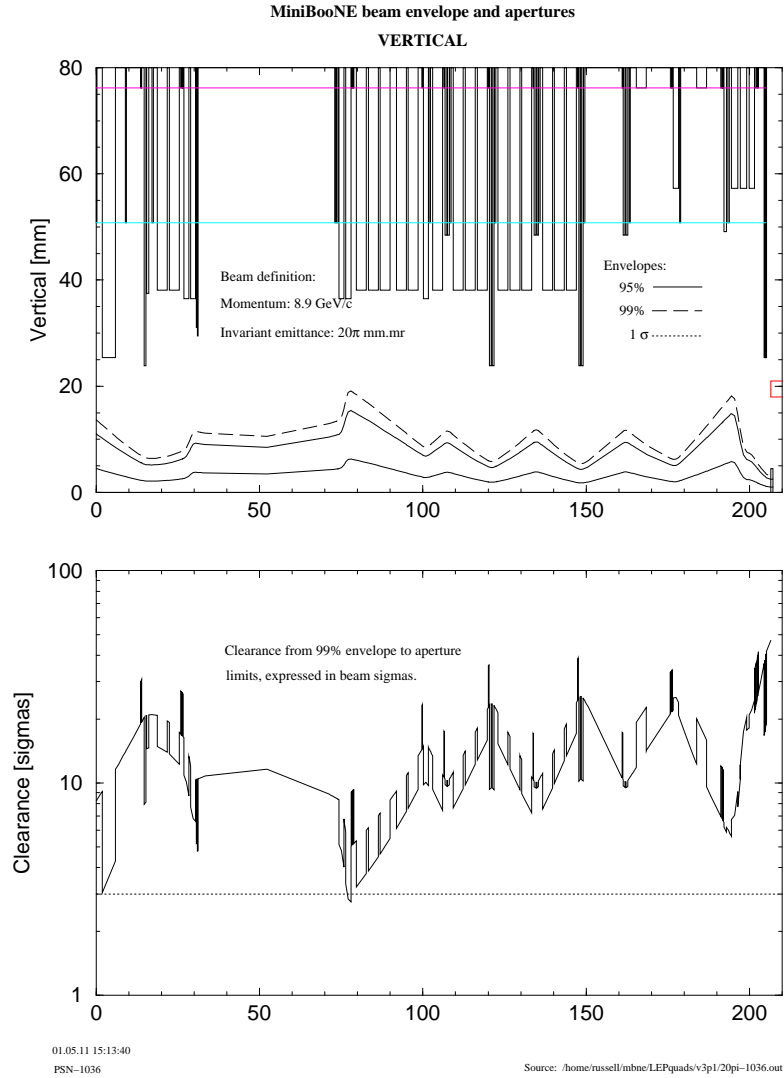 MiniBooNE beam envelope and apertures
VERTICAL
80
60
40
20
0
Vertical [mm]
Beam definition:
Momentum: 8.9 GeV/c
Invariant emittance: 20π mm.mr
Envelopes:
95%
99%
1 σ
0 50 100 150 200
100
10
1
Clearance [sigmas]
Clearance from 99% envelope to aperture
limits, expressed in beam sigmas.
0 50 100 150 200
01.05.11 15:13:40
PSN–1036
Source: /home/russell/mbne/LEPquads/v3p1/20pi–1036.out